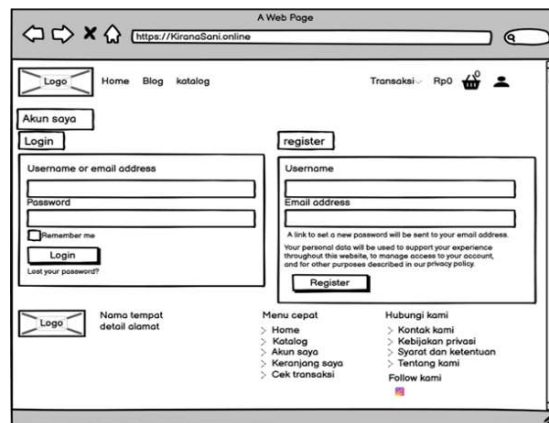 A Web Page
https://KiranaSani.online
Logo Home Blog katalog Transaksi Rp0 0
Akun saya
Login
Username or email address
Password
Remember me
Login
Lost your password?
register
Username
Email address
A link to set a new password will be sent to your email address.
Your personal data will be used to support your experience
throughout this website, to manage access to your account,
and for other purposes described in our privacy policy.
Register
Logo
Nama tempat
detail alamat
Menu cepat
> Home
> Katalog
> Akun saya
> Keranjang saya
> Cek transaksi
Hubungi kami
> Kontak kami
> Kebijakan privasi
> Syarat dan ketentuan
> Tentang kami
Follow kami